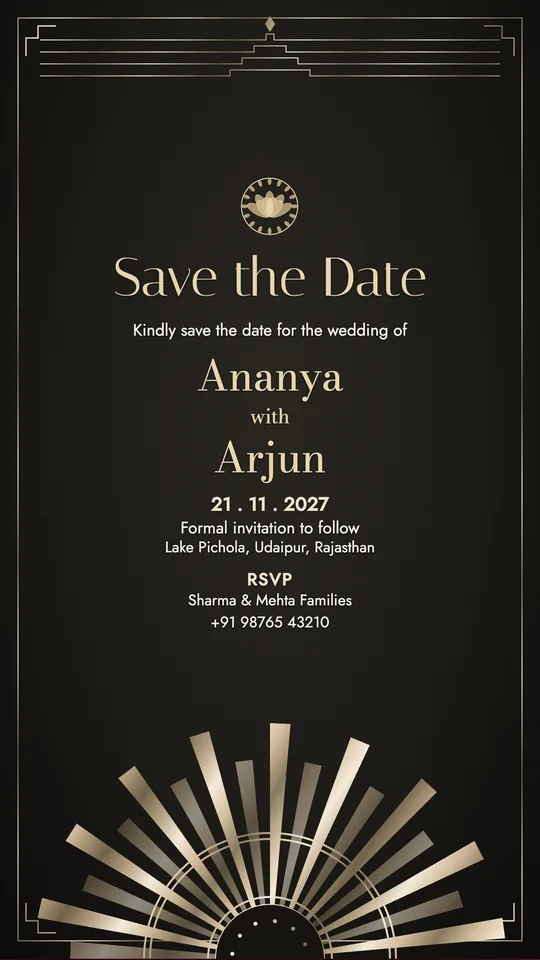 Save the Date
Kindly save the date for the wedding of
Ananya
with
Arjun
21 . 11 . 2027
Formal invitation to follow
Lake Pichola, Udaipur, Rajasthan
RSVP
Sharma & Mehta Families
+91 98765 43210